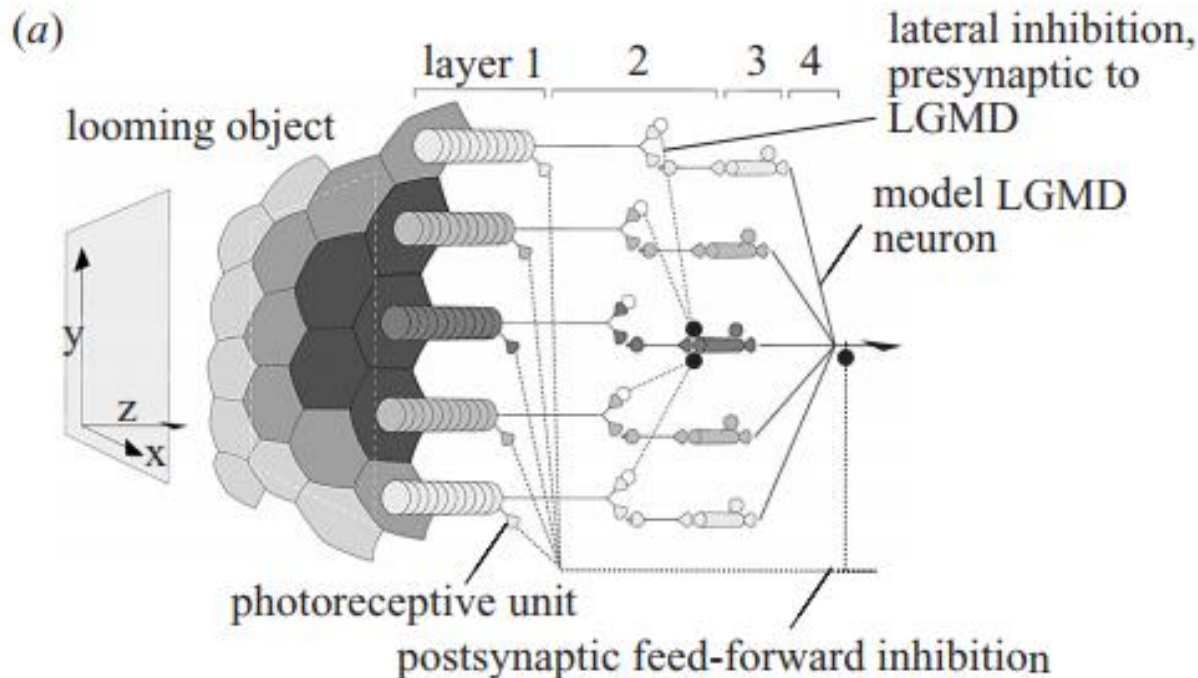 (a)
lateral inhibition,
presynaptic to
LGMD
layer 1 2 3 4
looming object
model LGMD
neuron
y
z
x
photoreceptive unit
postsynaptic feed-forward inhibition